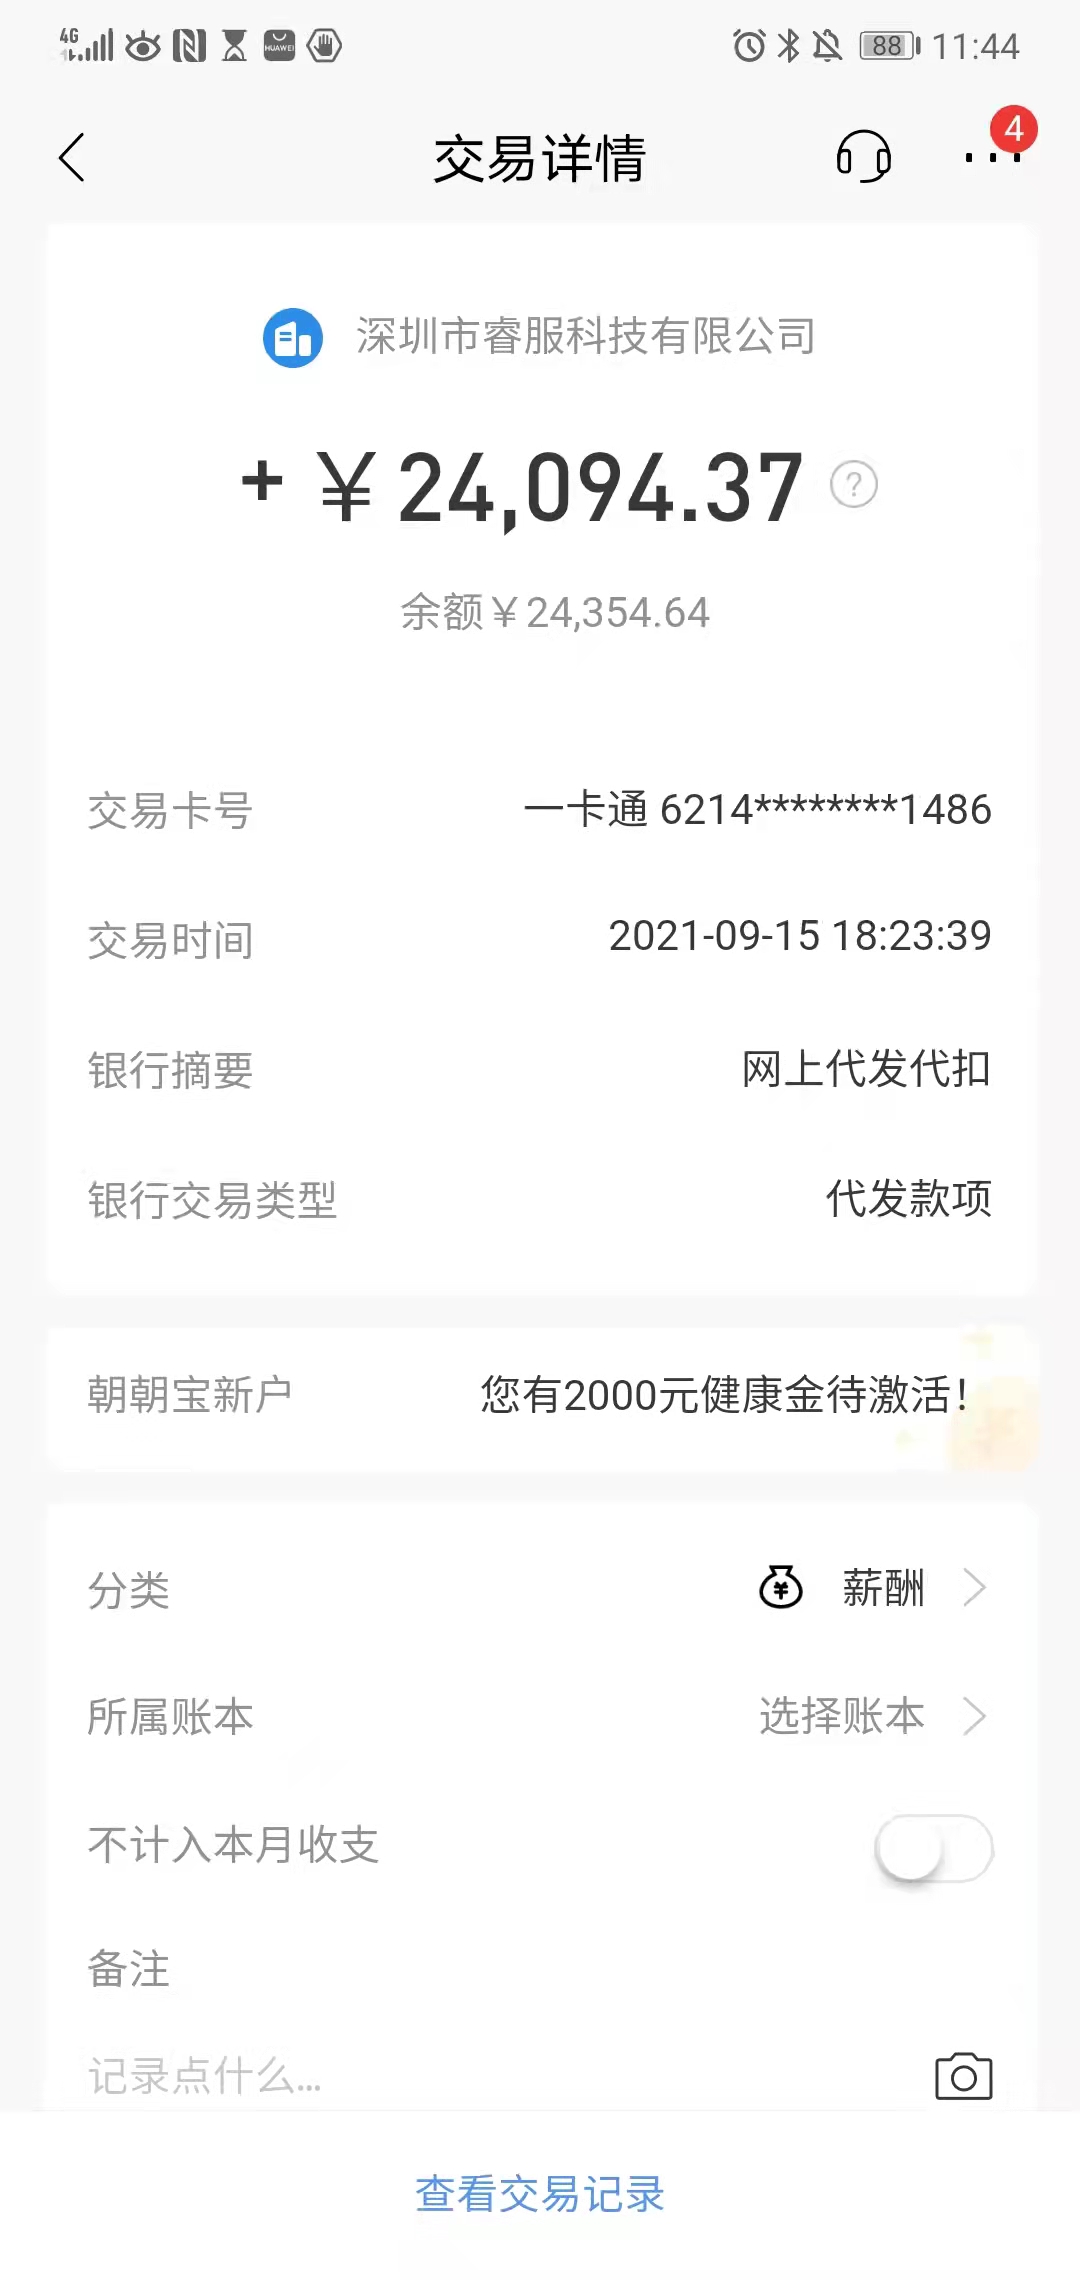 4G
HUAWEI
88
11:44
交易详情
4
深圳市睿服科技有限公司
+ ¥24,094.37
?
余额¥24,354.64
交易卡号 一卡通 6214********1486
交易时间 2021-09-15 18:23:39
银行摘要 网上代发代扣
银行交易类型 代发款项
朝朝宝新户 您有2000元健康金待激活!
分类 薪酬
所属账本 选择账本
不计入本月收支
备注
记录点什么...
查看交易记录